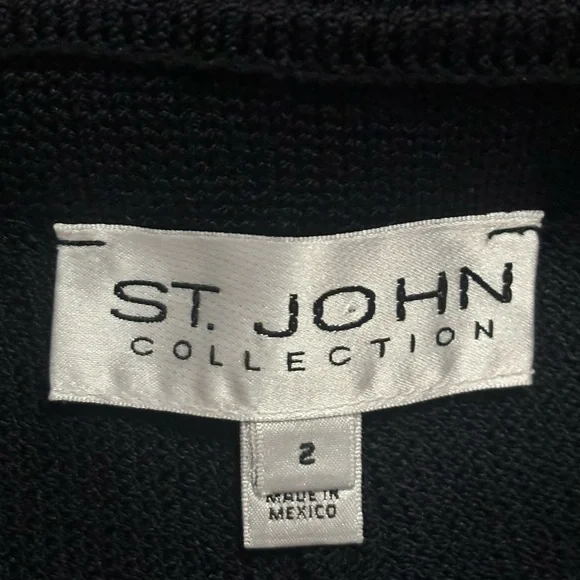 ST. JOHN
COLLECTION
2
MADE IN
MEXICO